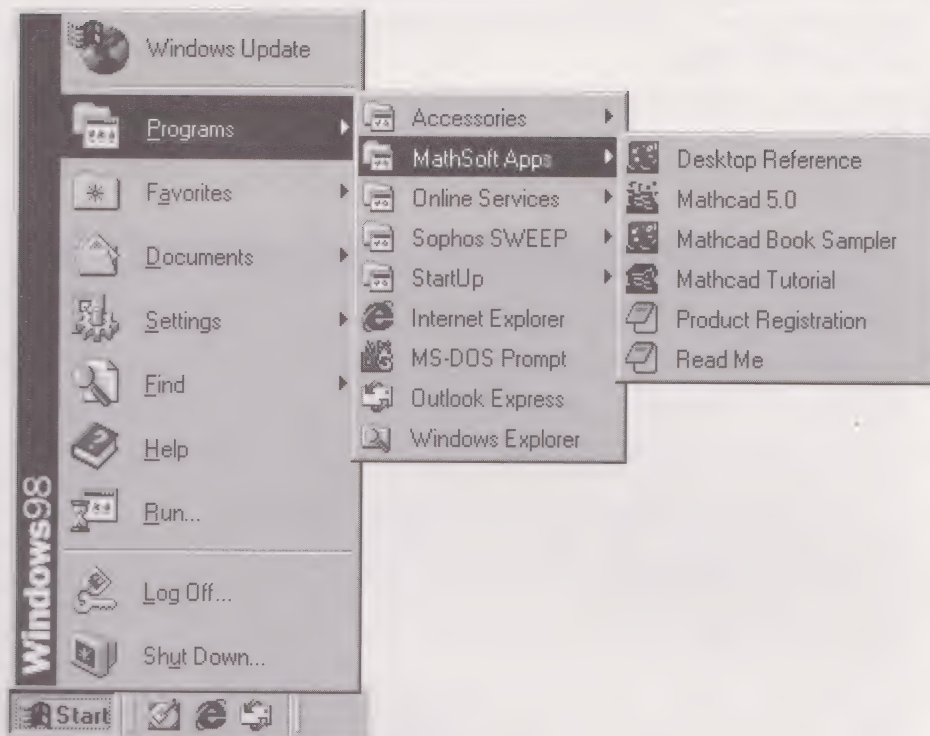 Windows Update
Programs
Favorites
Documents
Settings
Find
Help
Run...
Log Off...
Shut Down...
Windows98
Start
Accessories
MathSoft Apps
Online Services
Sophos SWEEP
StartUp
Internet Explorer
MS-DOS Prompt
Outlook Express
Windows Explorer
Desktop Reference
Mathcad 5.0
Mathcad Book Sampler
Mathcad Tutorial
Product Registration
Read Me